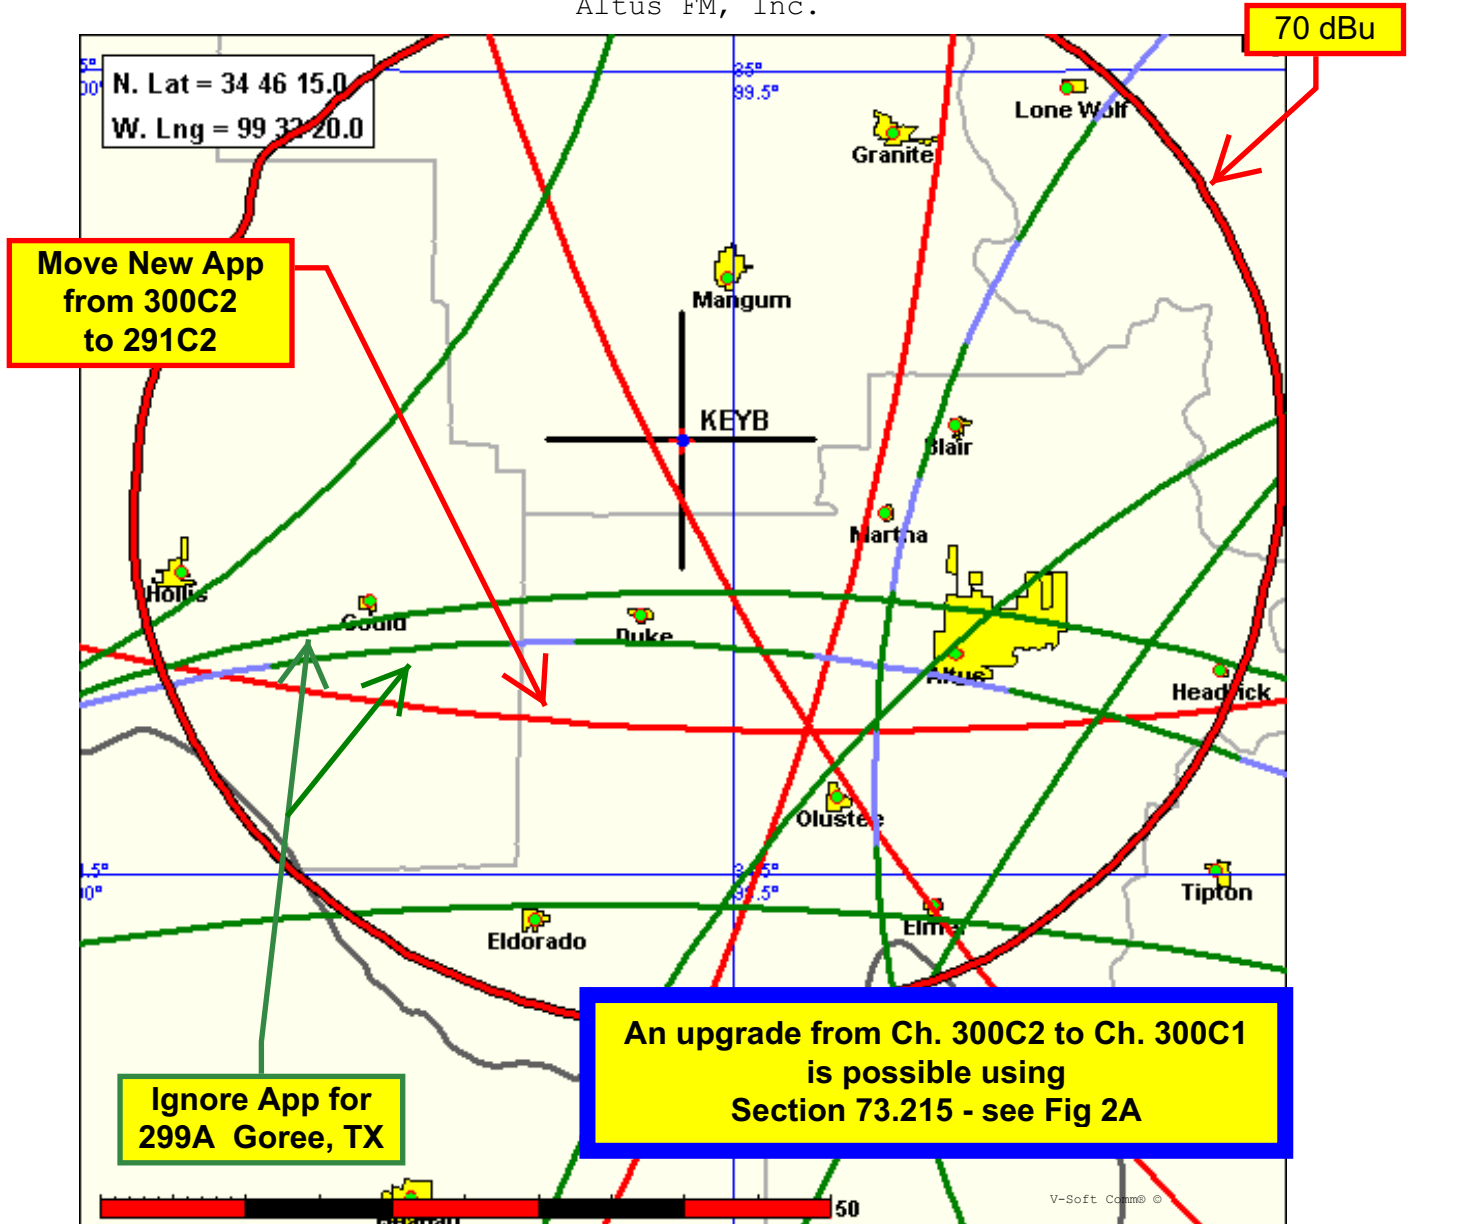 Altus FM, Inc.
70 dBu
N. Lat = 34 46 15.0
W. Lng = 99 33 20.0
35°
99.5°
Lone Wolf
Granite
Move New App
from 300C2
to 291C2
Mangum
KEYB
Blair
Martha
Hollis
Gould
Duke
Altus
Headrick
Olustee
Tipton
Elmer
Eldorado
An upgrade from Ch. 300C2 to Ch. 300C1
is possible using
Section 73.215 - see Fig 2A
Ignore App for
299A Goree, TX
V-Soft Comm® ©
50